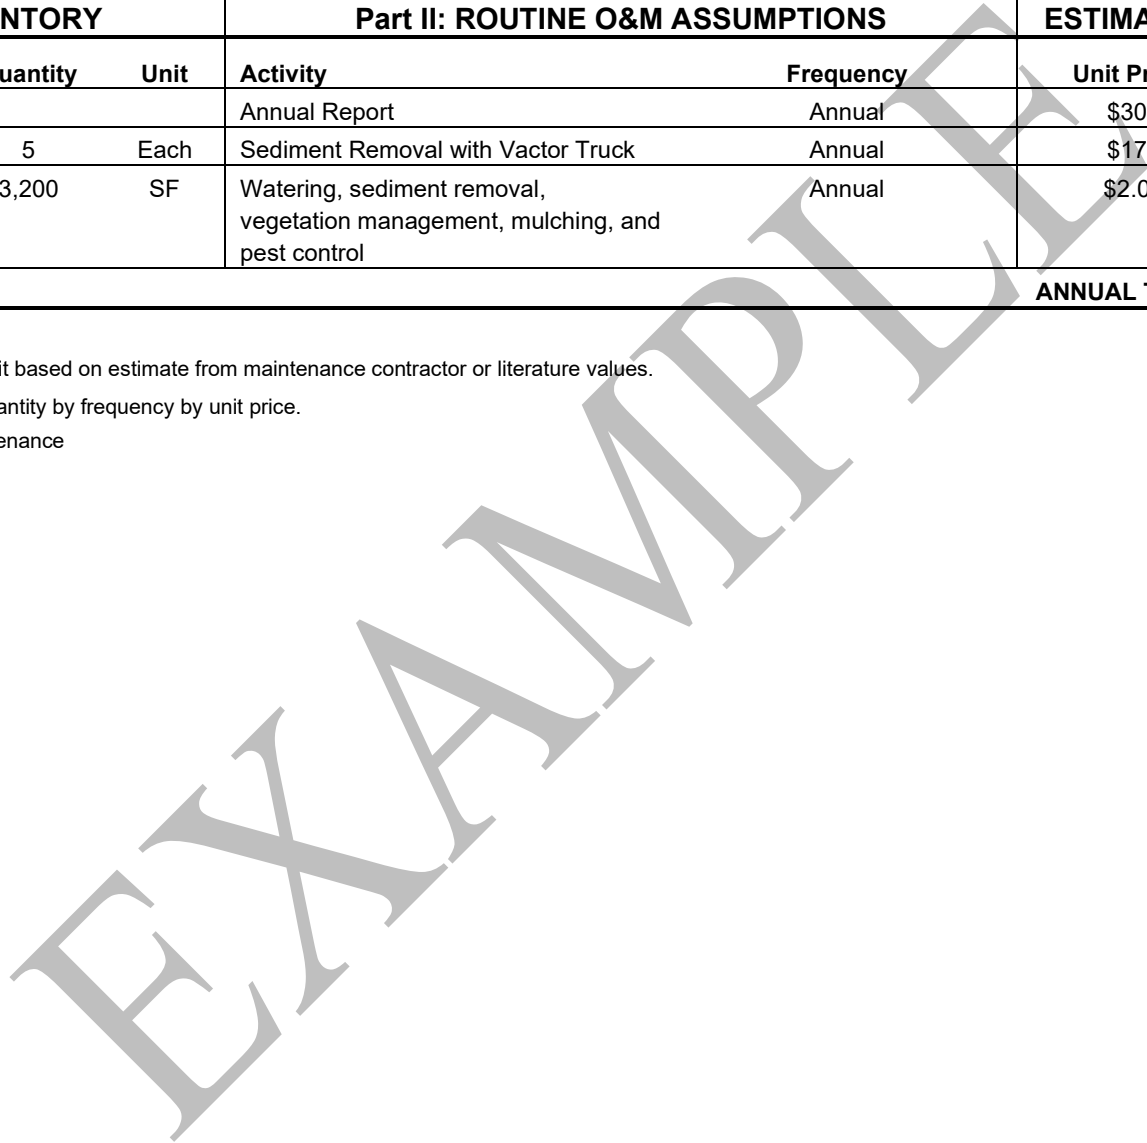 NTORY Part II: ROUTINE O&M ASSUMPTIONS ESTIMA
uantity Unit Activity Frequency Unit Pr
Annual Report Annual $30
5 Each Sediment Removal with Vactor Truck Annual $17
3,200 SF Watering, sediment removal, Annual $2.0
vegetation management, mulching, and
pest control
ANNUAL T
it based on estimate from maintenance contractor or literature values.
antity by frequency by unit price.
enance
EXAMPLE